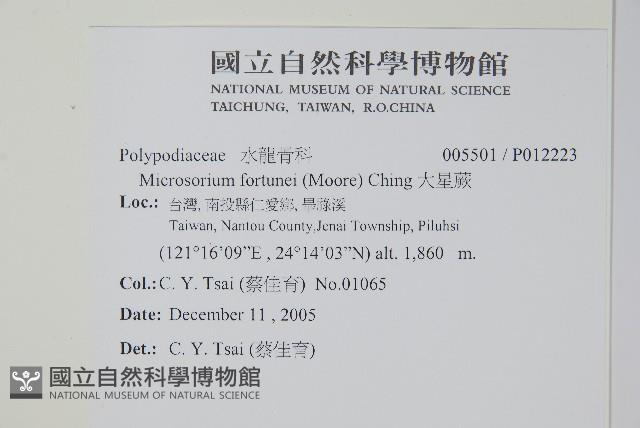 國立自然科學博物館
NATIONAL MUSEUM OF NATURAL SCIENCE
TAICHUNG, TAIWAN, R.O.CHINA
Polypodiaceae 水龍骨科 005501 / P012223
Microsorium fortunei (Moore) Ching 大星蕨
Loc.: 台灣, 南投縣仁愛鄉, 畢祿溪
Taiwan, Nantou County,Jenai Township, Piluhsi
(121°16’09”E , 24°14’03”N) alt. 1,860 m.
Col.: C. Y. Tsai (蔡佳育) No.01065
Date: December 11 , 2005
Det.: C. Y. Tsai (蔡佳育)
國立自然科學博物館
NATIONAL MUSEUM OF NATURAL SCIENCE